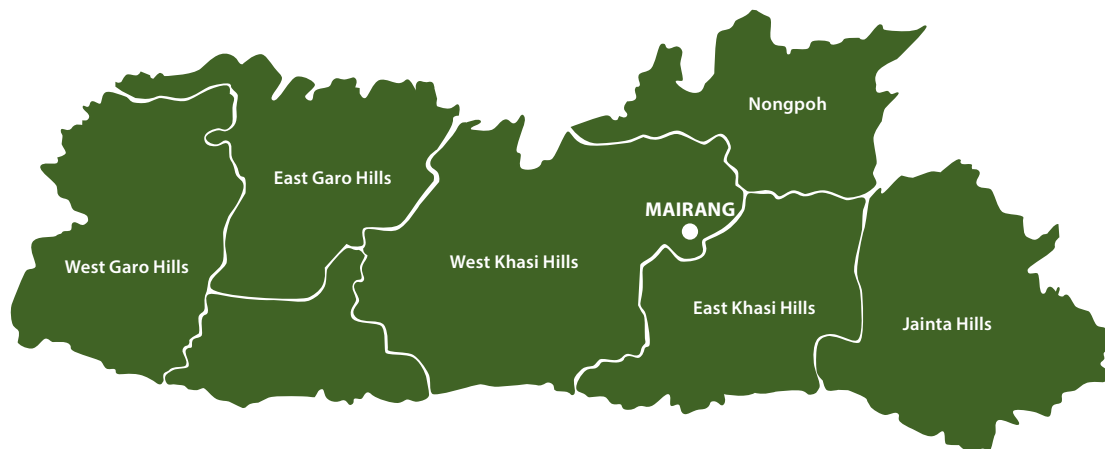 Nongpoh
East Garo Hills
MAIRANG
West Garo Hills
West Khasi Hills
East Khasi Hills
Jainta Hills